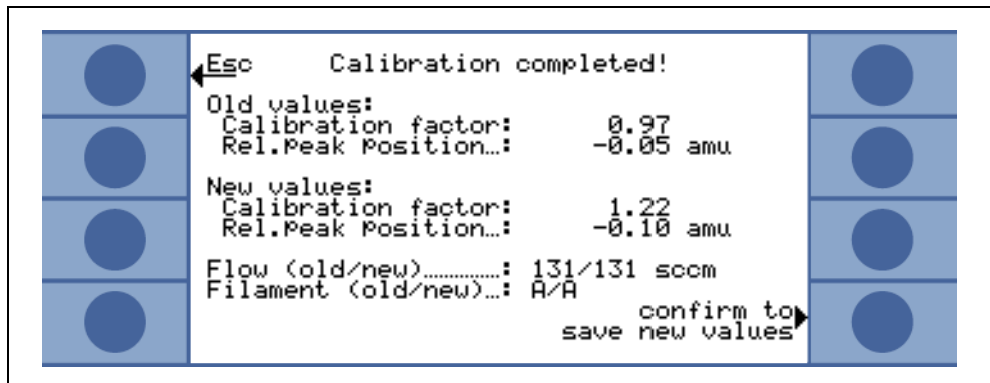 Esc Calibration completed!
Old values:
Calibration factor: 0.97
Rel.Peak Position…: -0.05 amu
New values:
Calibration factor: 1.22
Rel.Peak Position…: -0.10 amu
Flow (old/new)……………: 131/131 sccm
Filament (old/new)…: A/A
confirm to
save new values